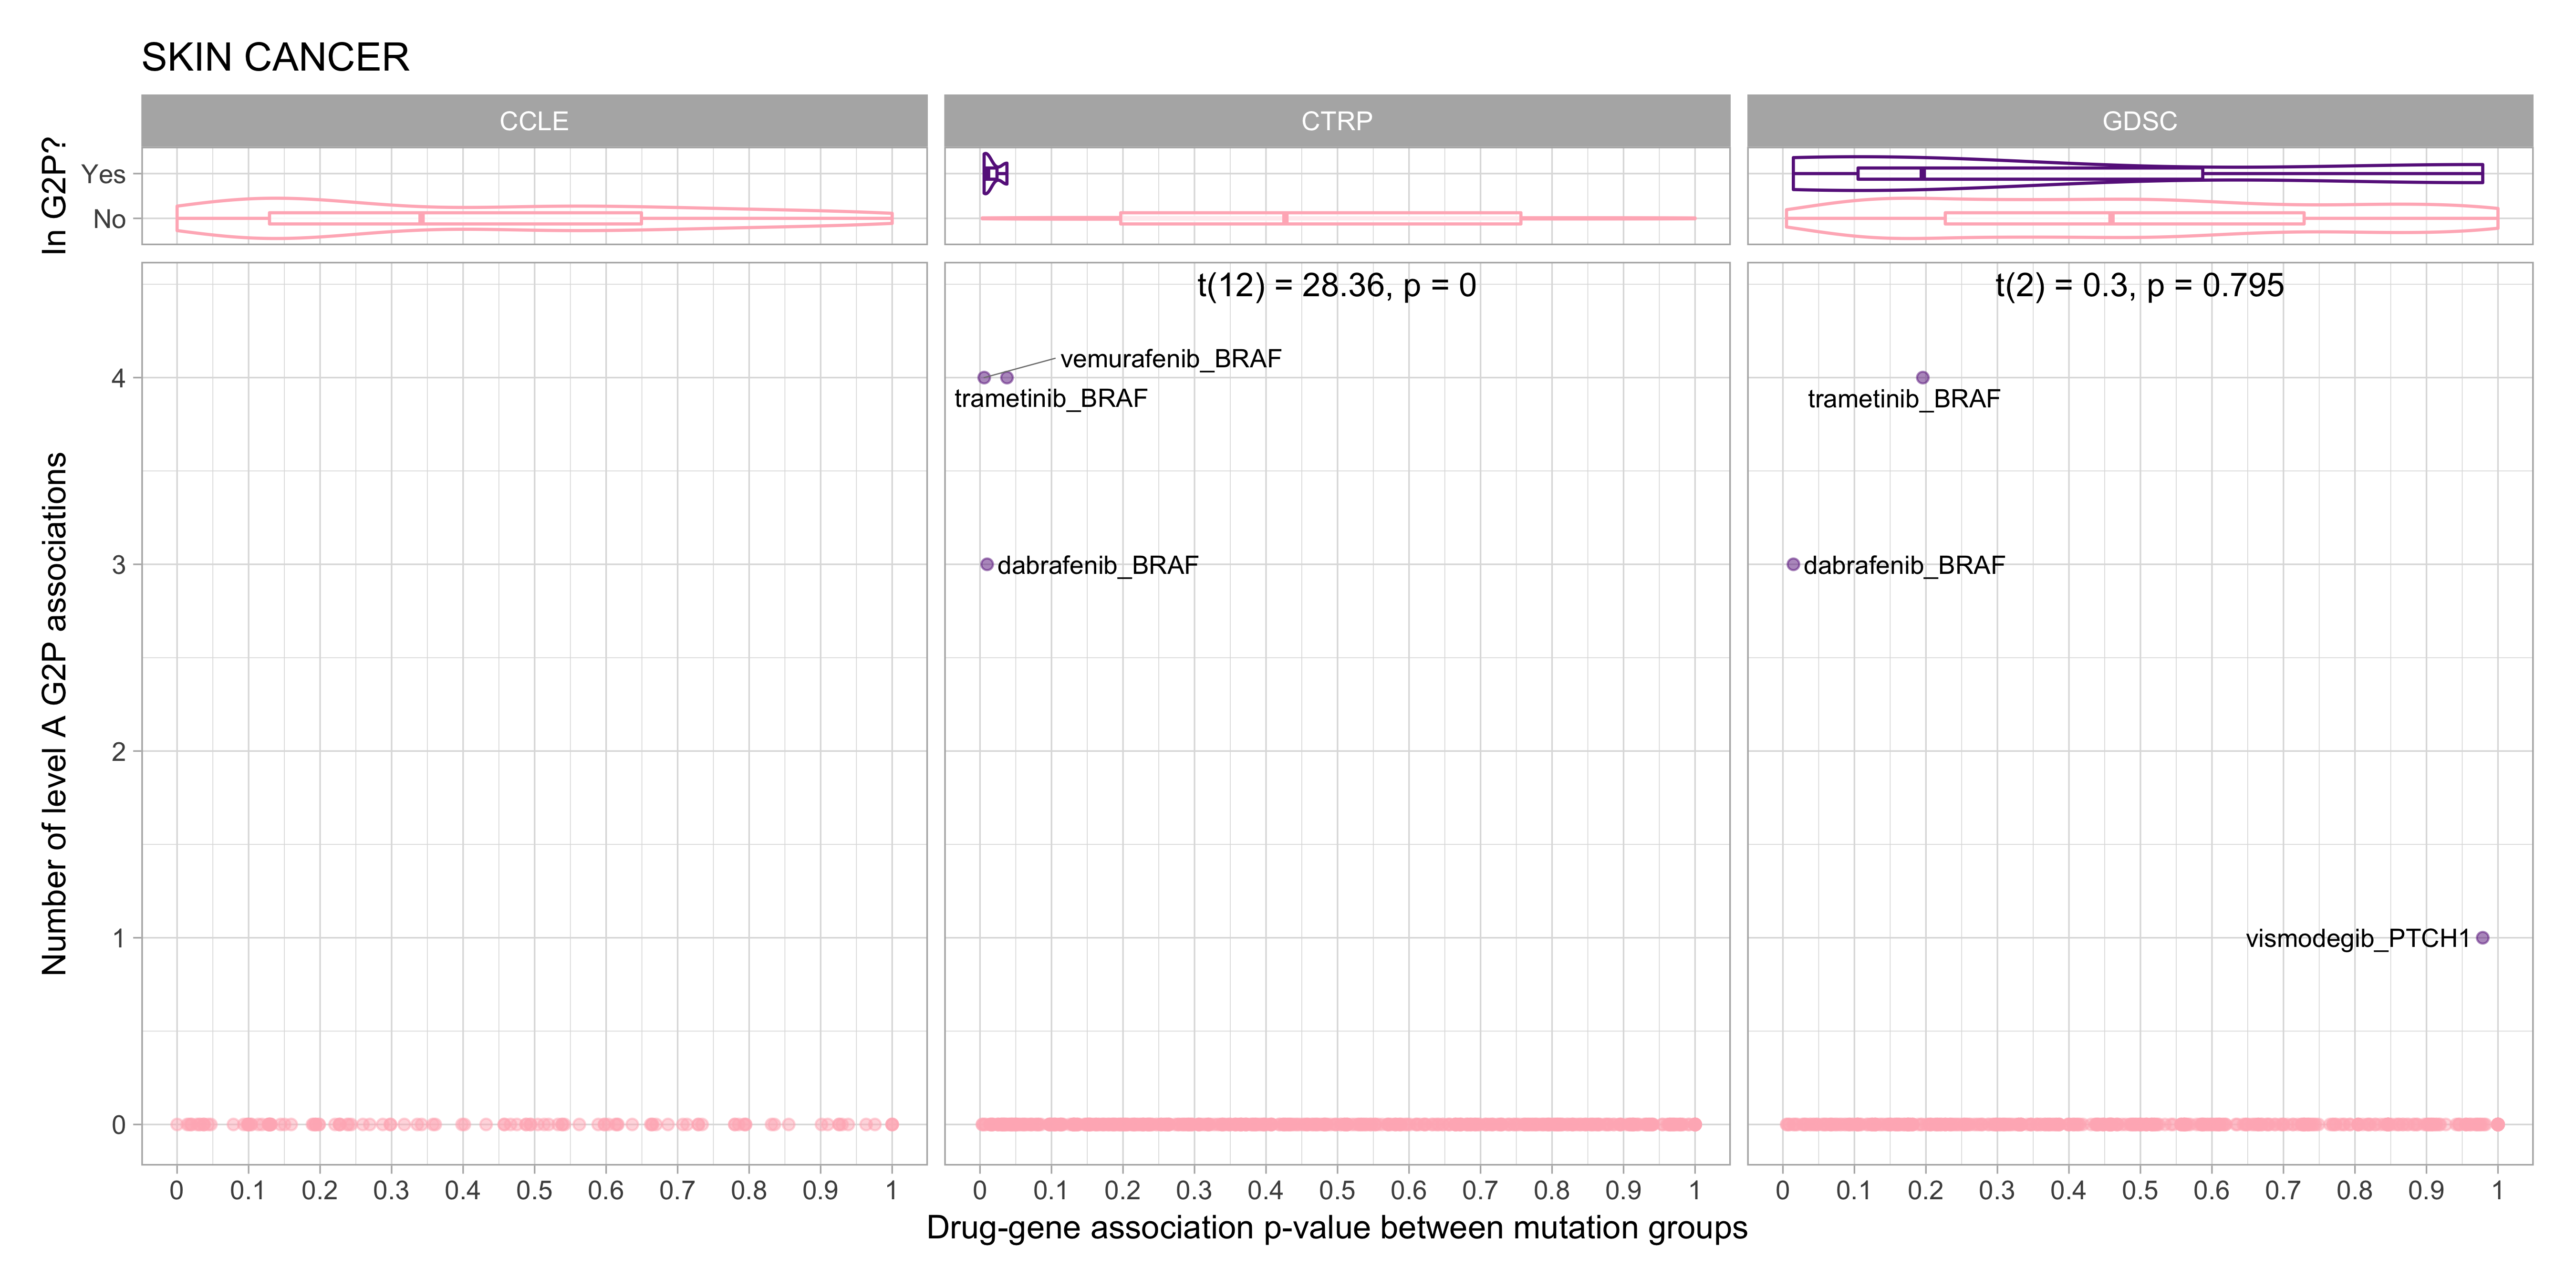 SKIN CANCER
CCLE
CTRP
GDSC
In G2P?
Yes
No
Number of level A G2P associations
t(12) = 28.36, p = 0
t(2) = 0.3, p = 0.795
vemurafenib_BRAF
trametinib_BRAF
trametinib_BRAF
dabrafenib_BRAF
dabrafenib_BRAF
vismodegib_PTCH1
4
3
2
1
0
0 0.1 0.2 0.3 0.4 0.5 0.6 0.7 0.8 0.9 1
0 0.1 0.2 0.3 0.4 0.5 0.6 0.7 0.8 0.9 1
0 0.1 0.2 0.3 0.4 0.5 0.6 0.7 0.8 0.9 1
Drug-gene association p-value between mutation groups